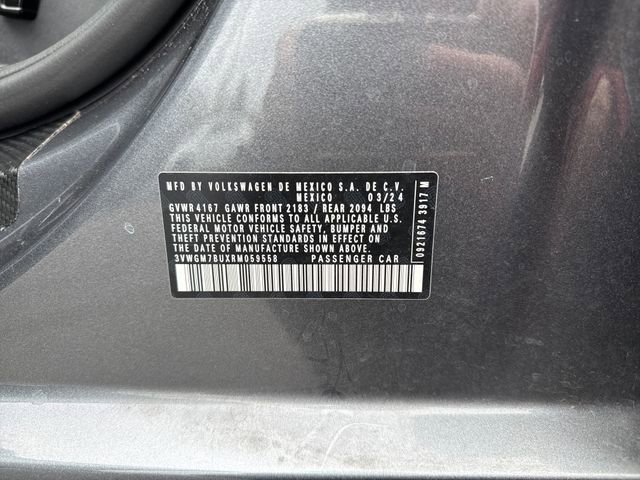 MFD BY VOLKSWAGEN DE MEXICO S.A. DE C.V.
MEXICO 03/24
GVWR 4167 GAWR FRONT 2183 / REAR 2094 LBS
THIS VEHICLE CONFORMS TO ALL APPLICABLE U.S.
FEDERAL MOTOR VEHICLE SAFETY, BUMPER AND
THEFT PREVENTION STANDARDS IN EFFECT ON
THE DATE OF MANUFACTURE SHOWN ABOVE.
3VWGM7BUXRM059558 PASSENGER CAR
0921674 3917 M